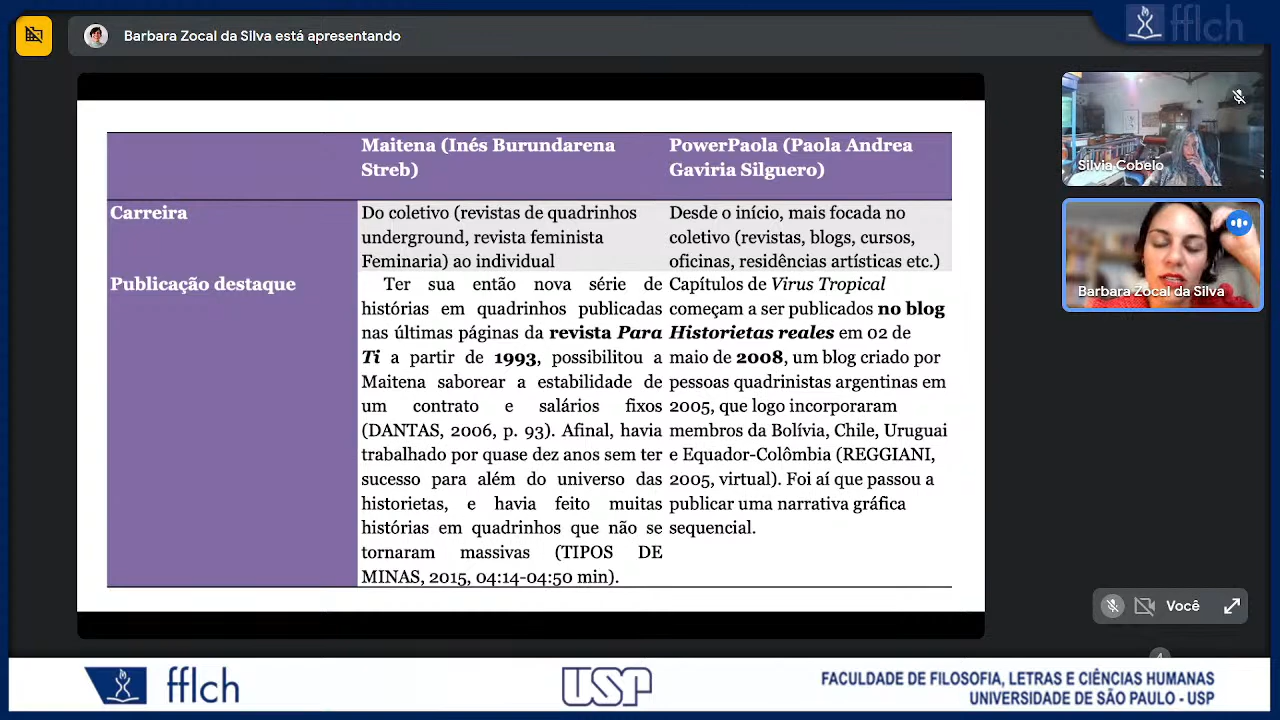 fflch
Barbara Zocal da Silva está apresentando
Maitena (Inés Burundarena
Streb)
PowerPaola (Paola Andrea
Gaviria Silguero)
Carreira
Do coletivo (revistas de quadrinhos
underground, revista feminista
Feminaria) ao individual
Desde o início, mais focada no
coletivo (revistas, blogs, cursos,
oficinas, residências artísticas etc.)
Publicação destaque
Ter sua então nova série de
histórias em quadrinhos publicadas
nas últimas páginas da revista Para
Ti a partir de 1993, possibilitou a
Maitena saborear a estabilidade de
um contrato e salários fixos
(DANTAS, 2006, p. 93). Afinal, havia
trabalhado por quase dez anos sem ter
sucesso para além do universo das
historietas, e havia feito muitas
histórias em quadrinhos que não se
tornaram massivas (TIPOS DE
MINAS, 2015, 04:14-04:50 min).
Capítulos de Virus Tropical
começam a ser publicados no blog
Historietas reales em 02 de
maio de 2008, um blog criado por
pessoas quadrinistas argentinas em
2005, que logo incorporaram
membros da Bolívia, Chile, Uruguai
e Equador-Colômbia (REGGIANI,
2005, virtual). Foi aí que passou a
publicar uma narrativa gráfica
sequencial.
Silvia Cobelo
Barbara Zocal da Silva
Você
fflch
USP
FACULDADE DE FILOSOFIA, LETRAS E CIÊNCIAS HUMANAS
UNIVERSIDADE DE SÃO PAULO - USP